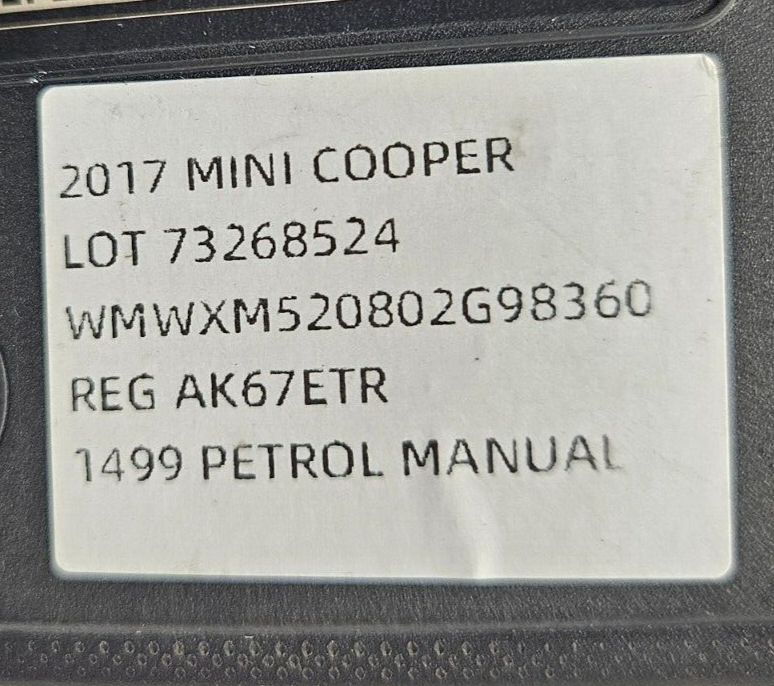 2017 MINI COOPER
LOT 73268524
WMWXM520802G98360
REG AK67ETR
1499 PETROL MANUAL